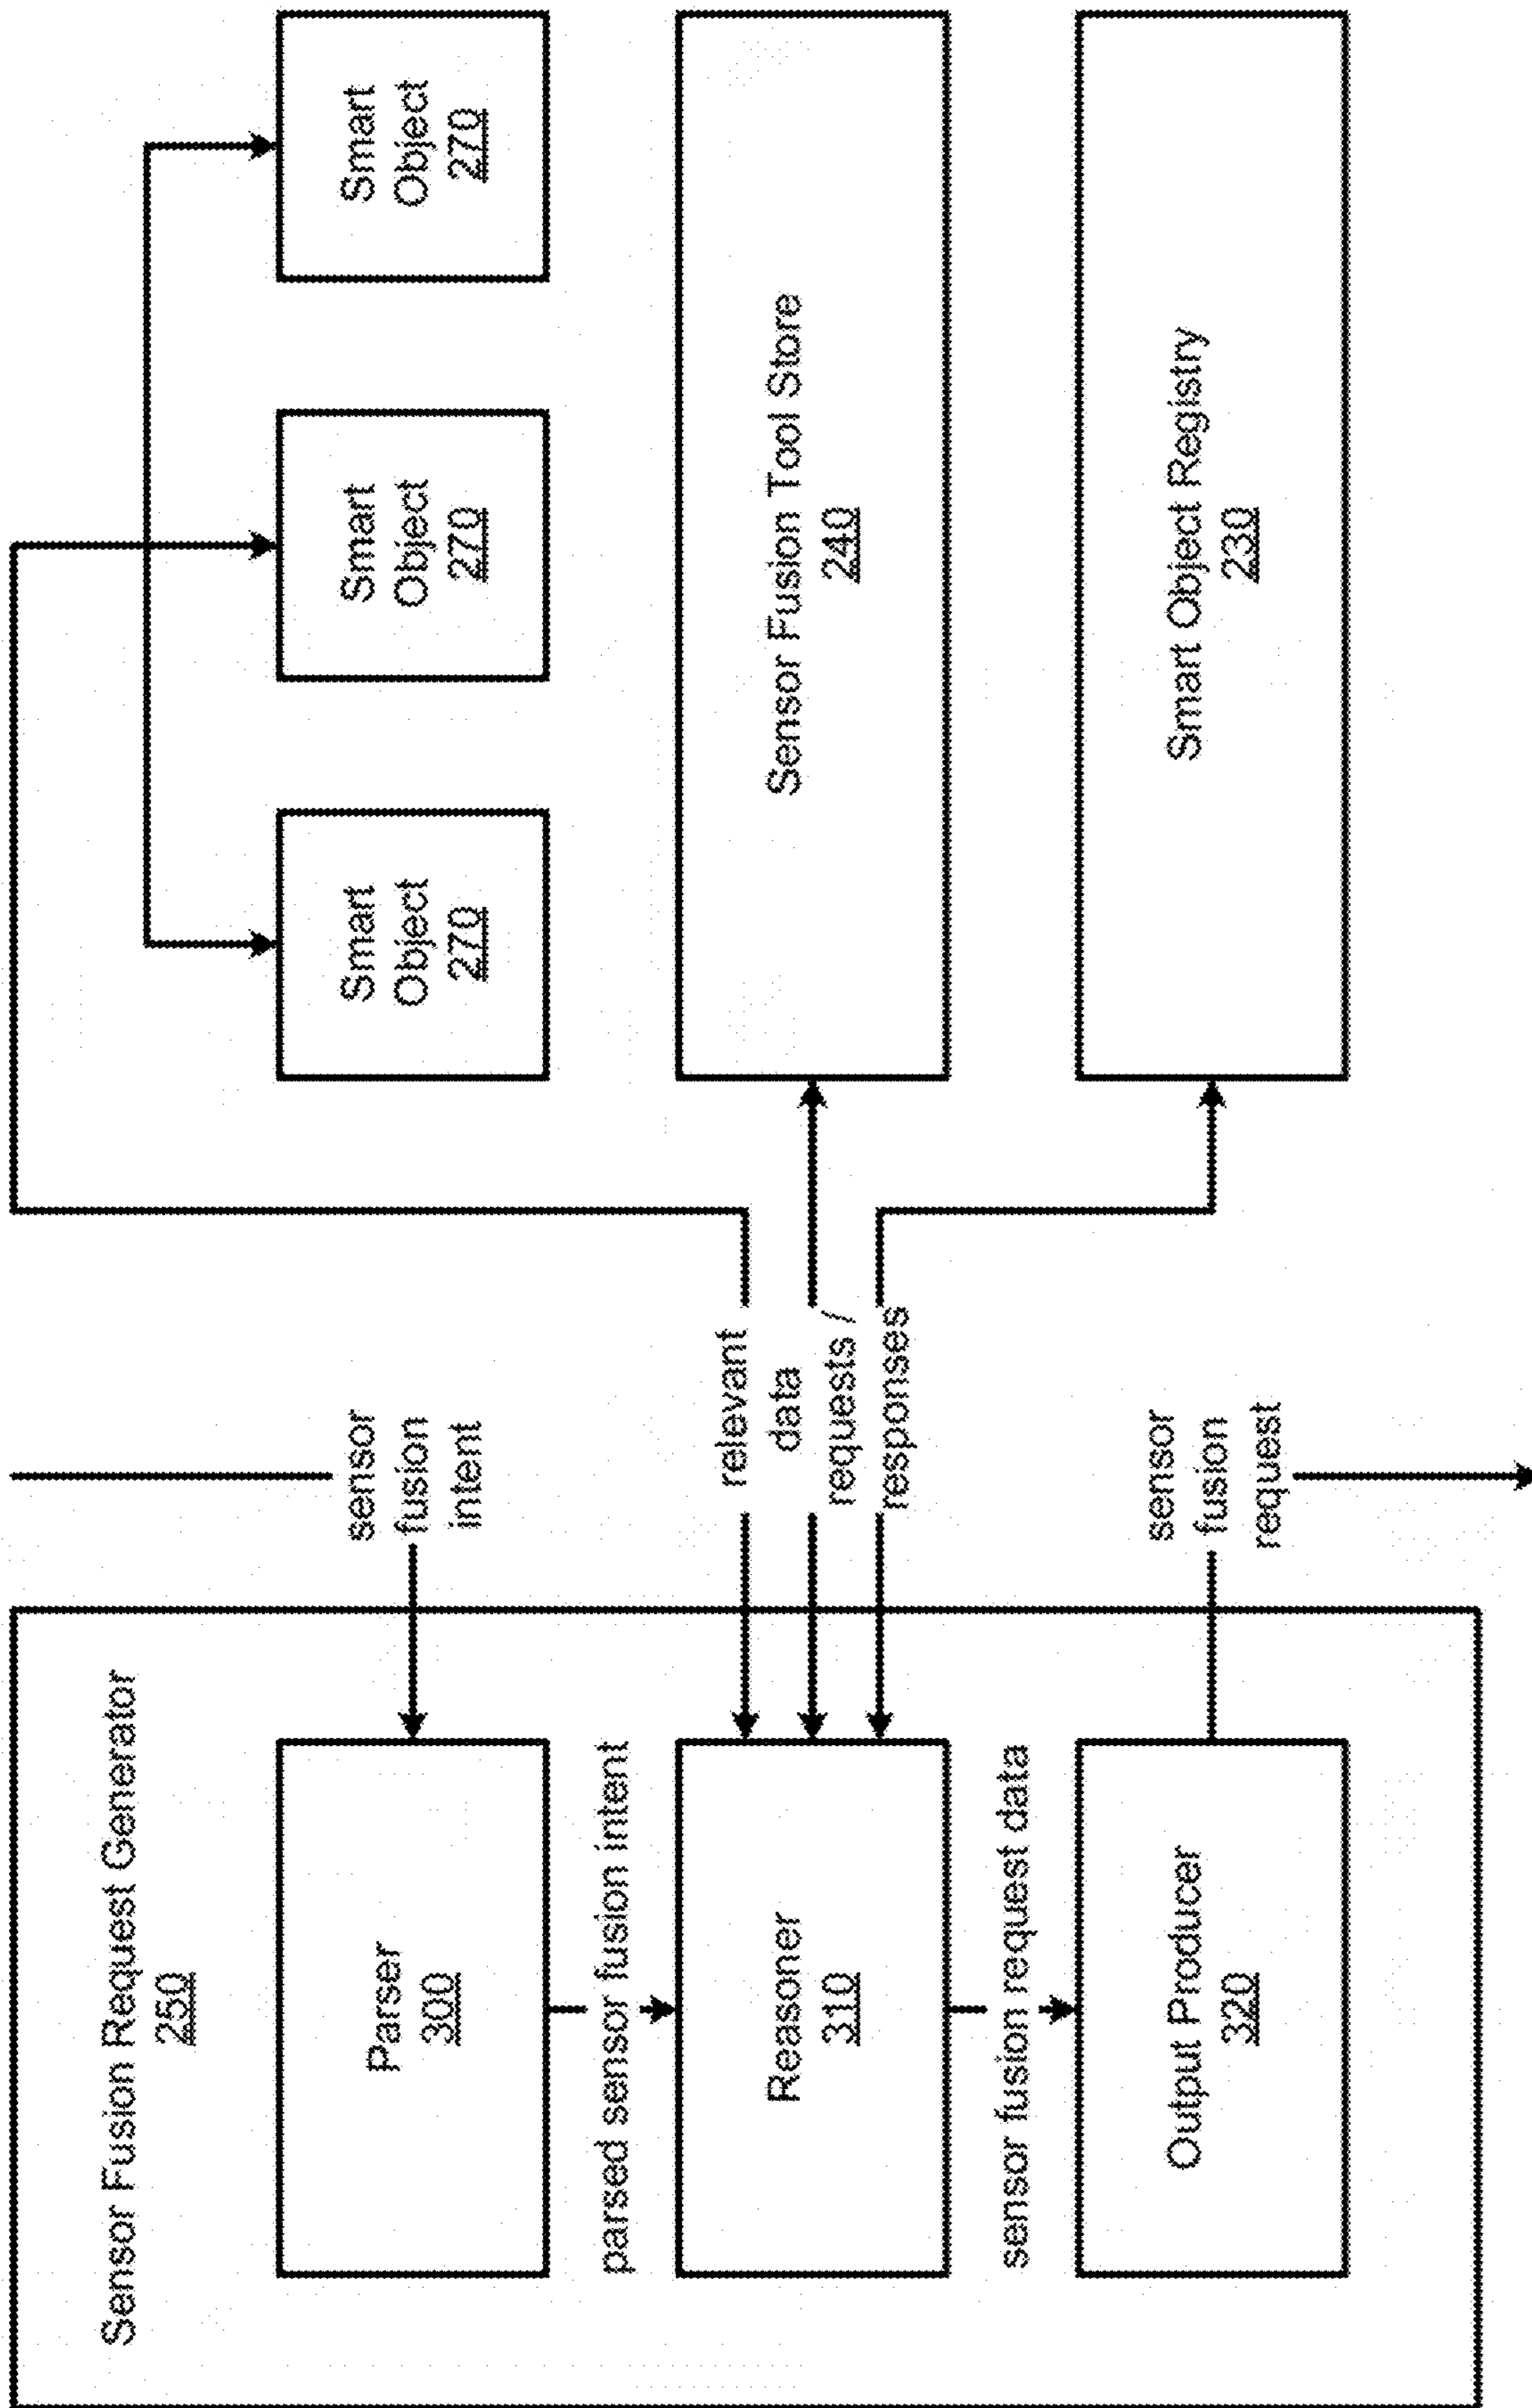 Sensor Fusion Request Generator
250
Parser
300
parsed sensor fusion intent
Reasoner
310
sensor fusion request data
Output Producer
320
sensor
fusion
intent
relevant
data
requests /
responses
sensor
fusion
request
Smart
Object
270
Smart
Object
270
Smart
Object
270
Sensor Fusion Tool Store
240
Smart Object Registry
230